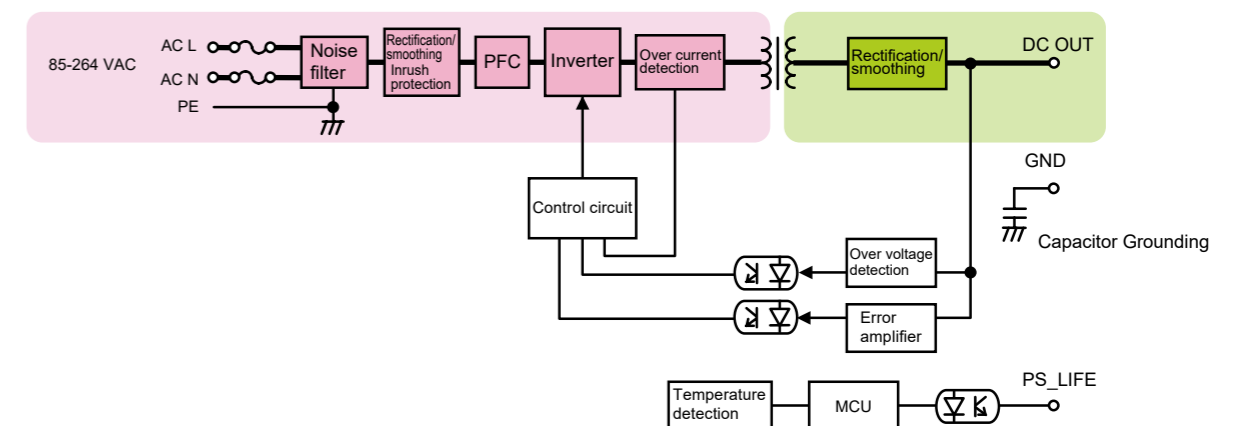 85-264 VAC
AC L
AC N
PE
Noise
filter
Rectification/
smoothing
Inrush
protection
PFC
Inverter
Over current
detection
Rectification/
smoothing
DC OUT
GND
Capacitor Grounding
Control circuit
Over voltage
detection
Error
amplifier
Temperature
detection
MCU
PS_LIFE